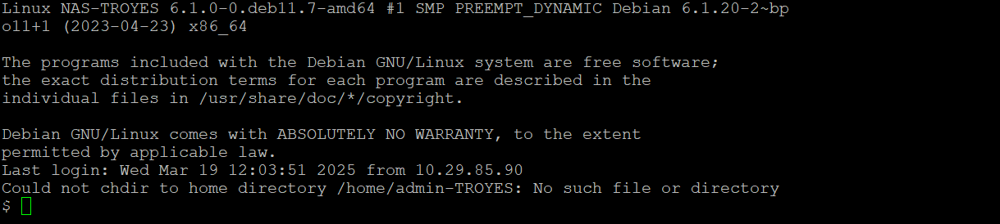 Linux NAS-TROYES 6.1.0-0.deb11.7-amd64 #1 SMP PREEMPT_DYNAMIC Debian 6.1.20-2~bp
o11+1 (2023-04-23) x86_64
The programs included with the Debian GNU/Linux system are free software;
the exact distribution terms for each program are described in the
individual files in /usr/share/doc/*/copyright.
Debian GNU/Linux comes with ABSOLUTELY NO WARRANTY, to the extent
permitted by applicable law.
Last login: Wed Mar 19 12:03:51 2025 from 10.29.85.90
Could not chdir to home directory /home/admin-TROYES: No such file or directory
$